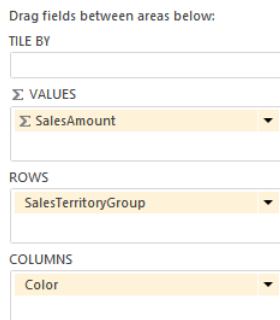 Drag fields between areas below:
TILE BY
Σ VALUES
Σ SalesAmount
ROWS
SalesTerritoryGroup
COLUMNS
Color